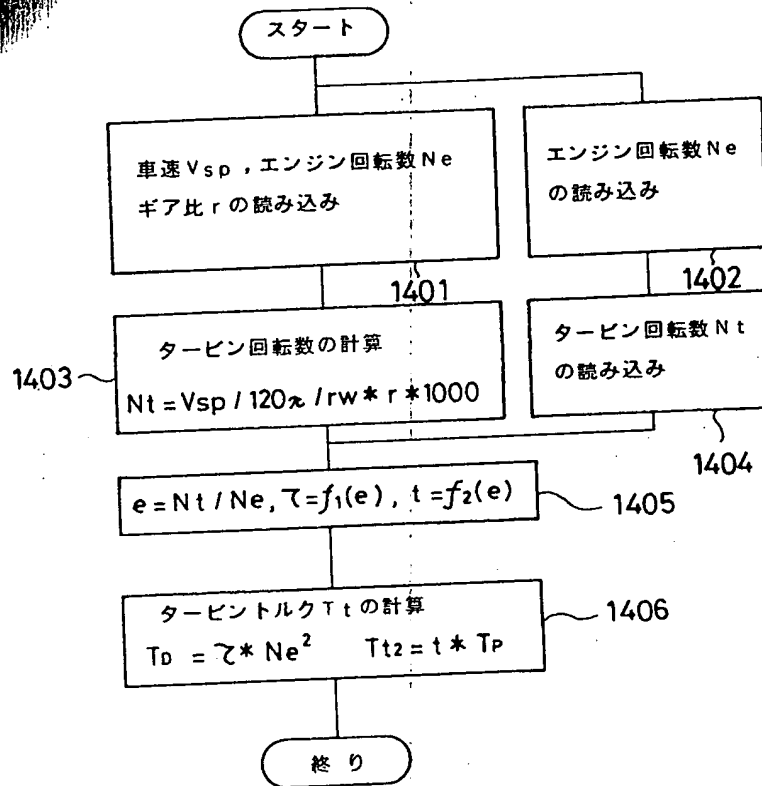 スタート
車速Vsp,エンジン回転数Ne
ギア比rの読み込み
1401
エンジン回転数Ne
の読み込み
1402
タービン回転数の計算
Nt=Vsp/120π/rw*r*1000
1403
タービン回転数Nt
の読み込み
1404
e=Nt/Ne,τ=f₁(e),t=f₂(e)
1405
タービントルクTtの計算
TD=τ*Ne² Tt2=t*TP
1406
終り